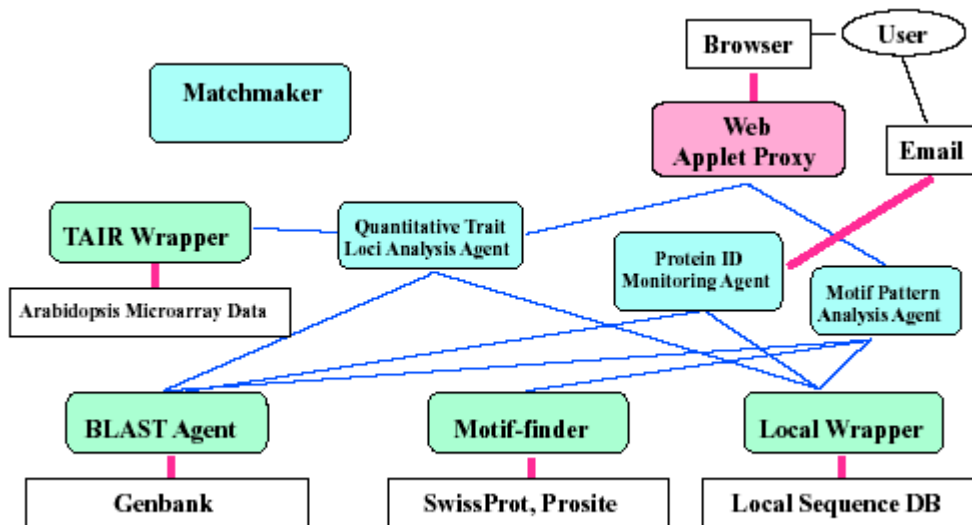 User
Browser
Matchmaker
Web
Applet Proxy
Email
TAIR Wrapper
Quantitative Trait
Loci Analysis Agent
Protein ID
Monitoring Agent
Motif Pattern
Analysis Agent
Arabidopsis Microarray Data
BLAST Agent
Motif-finder
Local Wrapper
Genbank
SwissProt, Prosite
Local Sequence DB